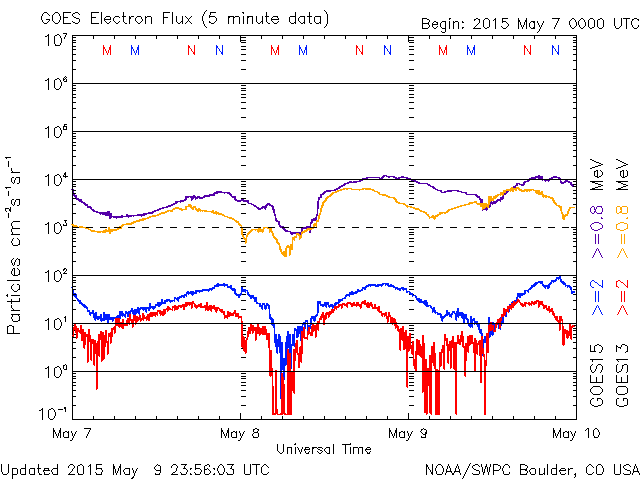 GOES Electron Flux (5 minute data)
Begin: 2015 May 7 0000 UTC
10⁷
M M N N M M N N M M N N
10⁶
10⁵
10⁴
10³
10²
10¹
10⁰
10⁻¹
Particles cm⁻²s⁻¹sr⁻¹
May 7 May 8 May 9 May 10
Universal Time
GOES15 >=2 >=0.8 MeV
GOES13 >=2 >=0.8 MeV
Updated 2015 May 9 23:56:03 UTC
NOAA/SWPC Boulder, CO USA